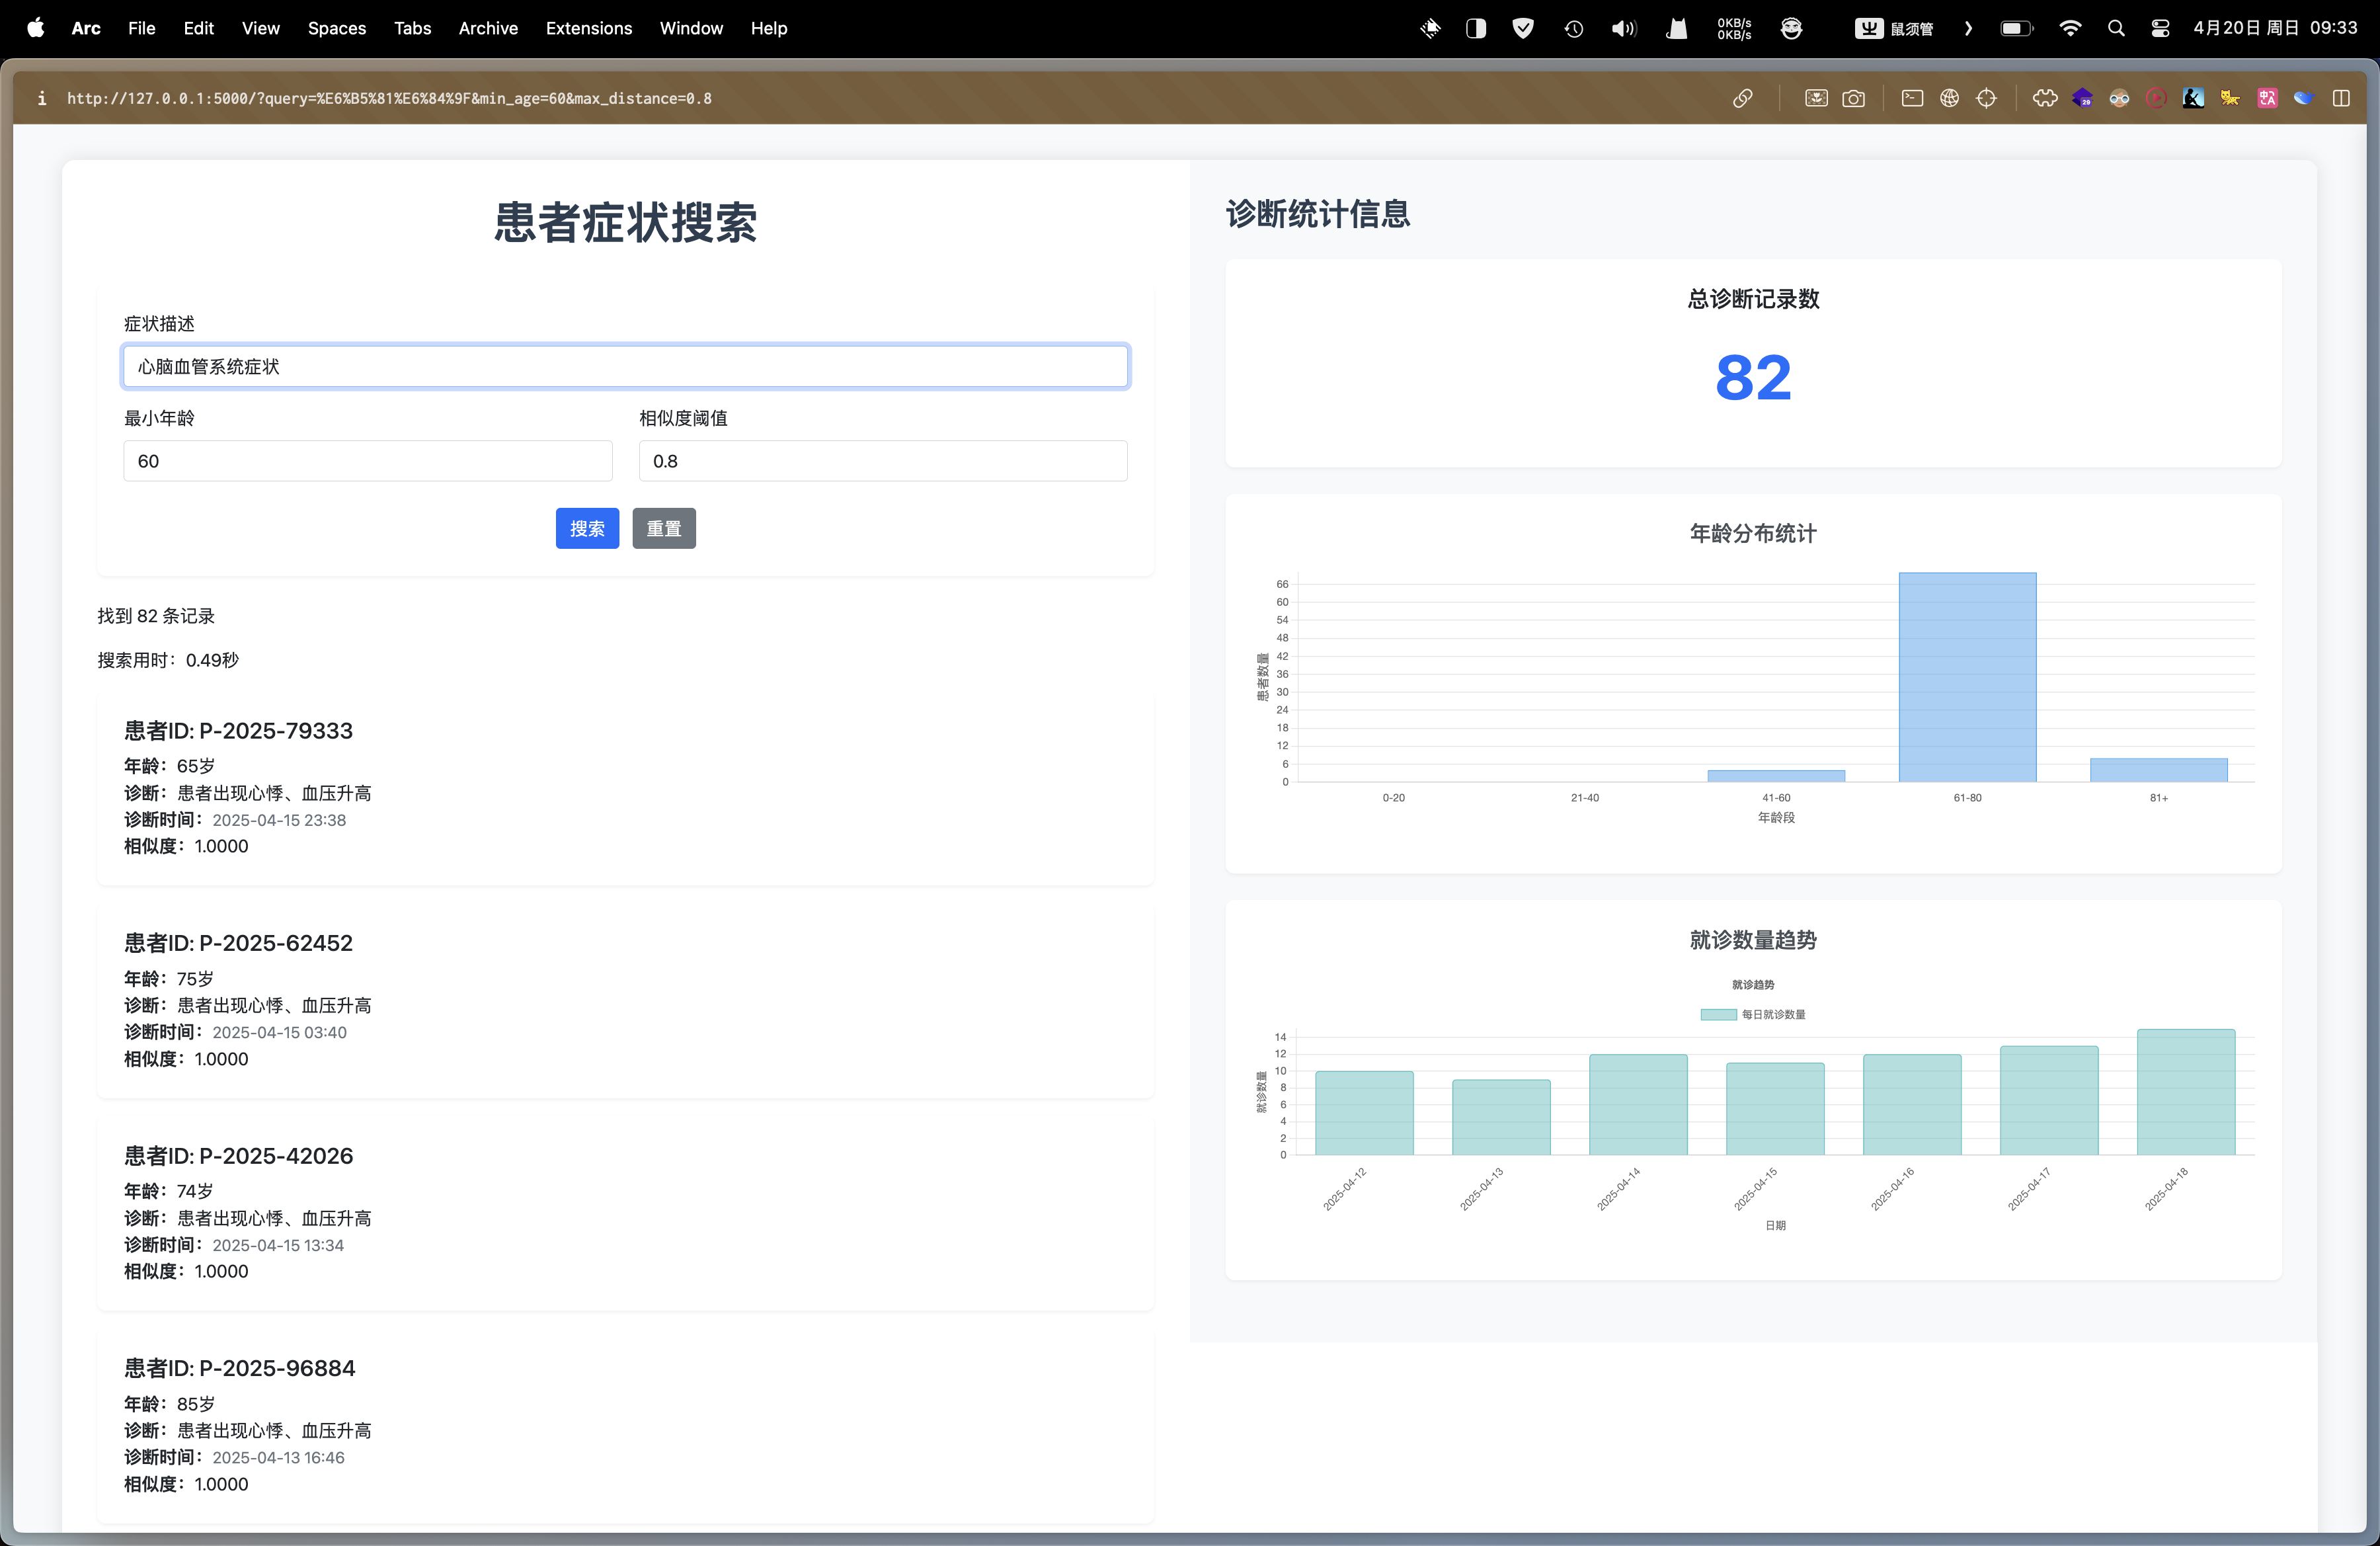 Arc File Edit View Spaces Tabs Archive Extensions Window Help
0KB/s
0KB/s
鼠须管
4月20日 周日 09:33
http://127.0.0.1:5000/?query=%E6%B5%81%E6%84%9F&min_age=60&max_distance=0.8
29
患者症状搜索
症状描述
心脑血管系统症状
最小年龄
相似度阈值
60
0.8
搜索
重置
找到 82 条记录
搜索用时：0.49秒
患者ID: P-2025-79333
年龄：65岁
诊断：患者出现心悸、血压升高
诊断时间：2025-04-15 23:38
相似度：1.0000
患者ID: P-2025-62452
年龄：75岁
诊断：患者出现心悸、血压升高
诊断时间：2025-04-15 03:40
相似度：1.0000
患者ID: P-2025-42026
年龄：74岁
诊断：患者出现心悸、血压升高
诊断时间：2025-04-15 13:34
相似度：1.0000
患者ID: P-2025-96884
年龄：85岁
诊断：患者出现心悸、血压升高
诊断时间：2025-04-13 16:46
相似度：1.0000
诊断统计信息
总诊断记录数
82
年龄分布统计
患者数量
66
60
54
48
42
36
30
24
18
12
6
0
0-20
21-40
41-60
61-80
81+
年龄段
就诊数量趋势
就诊趋势
每日就诊数量
就诊数量
14
12
10
8
6
4
2
0
2025-04-12
2025-04-13
2025-04-14
2025-04-15
2025-04-16
2025-04-17
2025-04-18
日期